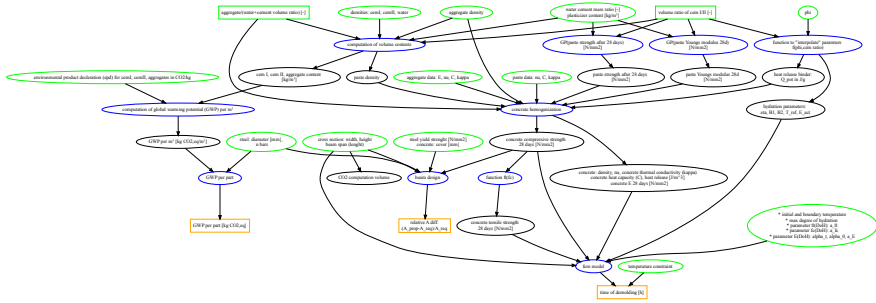 aggregate/(water+cement volume ratio) [-]
densities: cemI, cemII, water
aggregate density
water cement mass ratio [-]
plasticizer content [kg/m³]
volume ratio of cem I/II [-]
phi
computation of volume contents
GP(paste strength after 28 days)
[N/mm2]
GP(paste Youngs modulus 28d)
[N/mm2]
function to "interpolate" parameters
f(phi,cem ratio)
environmental product declaration (epd) for cemI, cemII, aggregates in CO2/kg
cem I, cem II, aggregate content
[kg/m³]
paste density
aggregate data: E, nu, C, kappa
paste data: nu, C, kappa
paste strength after 28 days
[N/mm2]
paste Youngs modulus 28d
[N/mm2]
heat release binder:
Q_pot in J/g
computation of global warming potential (GWP) per m³
concrete homogenization
hydration parameters:
eta, B1, B2, T_ref, E_act
GWP per m³ [kg CO2,eq/m³]
steel: diameter [mm],
n bars
cross section: width, height
beam span (lenght)
steel yield strength [N/mm2]
concrete: cover [mm]
concrete compressive strength
28 days [N/mm2]
GWP per part
CO2 computation volume
beam design
function ft(fc)
concrete: density, nu, concrete thermal conductivity (kappa)
concrete heat capacity (C), heat release [J/m^3]
concrete E 28 days [N/mm2]
GWP per part [kg CO2,eq]
relative A diff.
(A_prop-A_req)/A_req
concrete tensile strength
28 days [N/mm2]
* initial and boundary temperature
* max degree of hydration
* parameter ft(DoH): a_ft
* parameter fc(DoH): a_fc
* parameter E(DoH): alpha_t, alpha_0, a_E
fem model
temperature constraint
time of demolding [h]